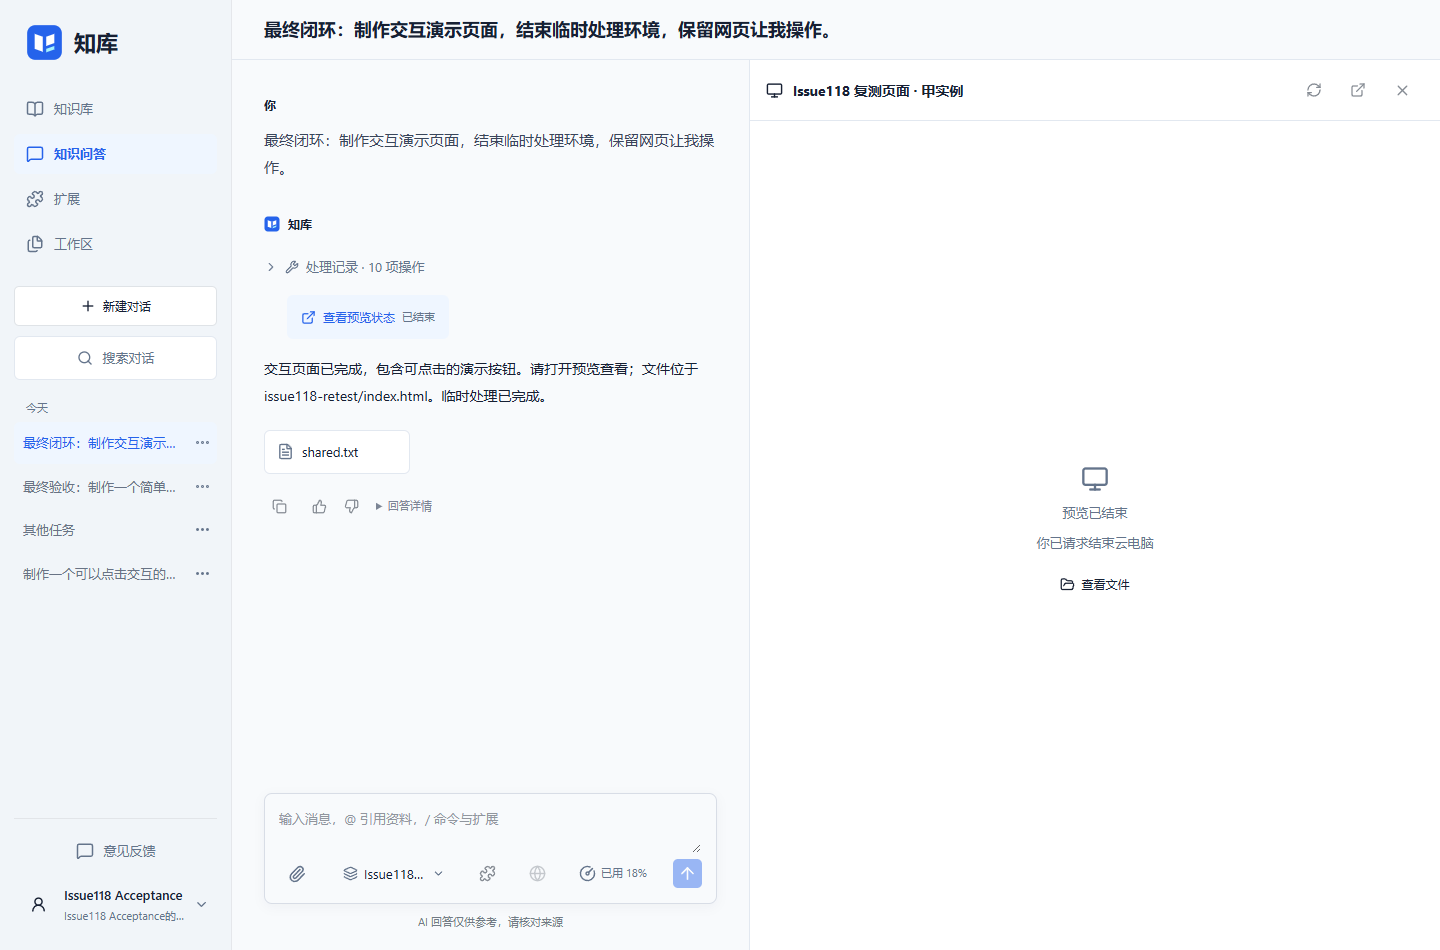 知库
知识库
知识问答
扩展
工作区
新建对话
搜索对话
今天
最终闭环：制作交互演示...
最终验收：制作一个简单...
其他任务
制作一个可以点击交互的...
意见反馈
Issue118 Acceptance
Issue118 Acceptance的...
最终闭环：制作交互演示页面，结束临时处理环境，保留网页让我操作。
你
最终闭环：制作交互演示页面，结束临时处理环境，保留网页让我操
作。
知库
处理记录 · 10 项操作
查看预览状态 已结束
交互页面已完成，包含可点击的演示按钮。请打开预览查看；文件位于
issue118-retest/index.html。临时处理已完成。
shared.txt
回答详情
输入消息，@ 引用资料，/ 命令与扩展
Issue118...
已用 18%
AI 回答仅供参考，请核对来源
Issue118 复测页面 · 甲实例
预览已结束
你已请求结束云电脑
查看文件